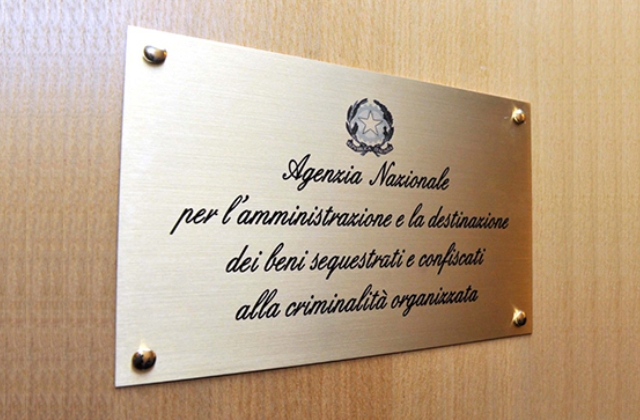 Agenzia Nazionale
per l'amministrazione e la destinazione
dei beni sequestrati e confiscati
alla criminalità organizzata